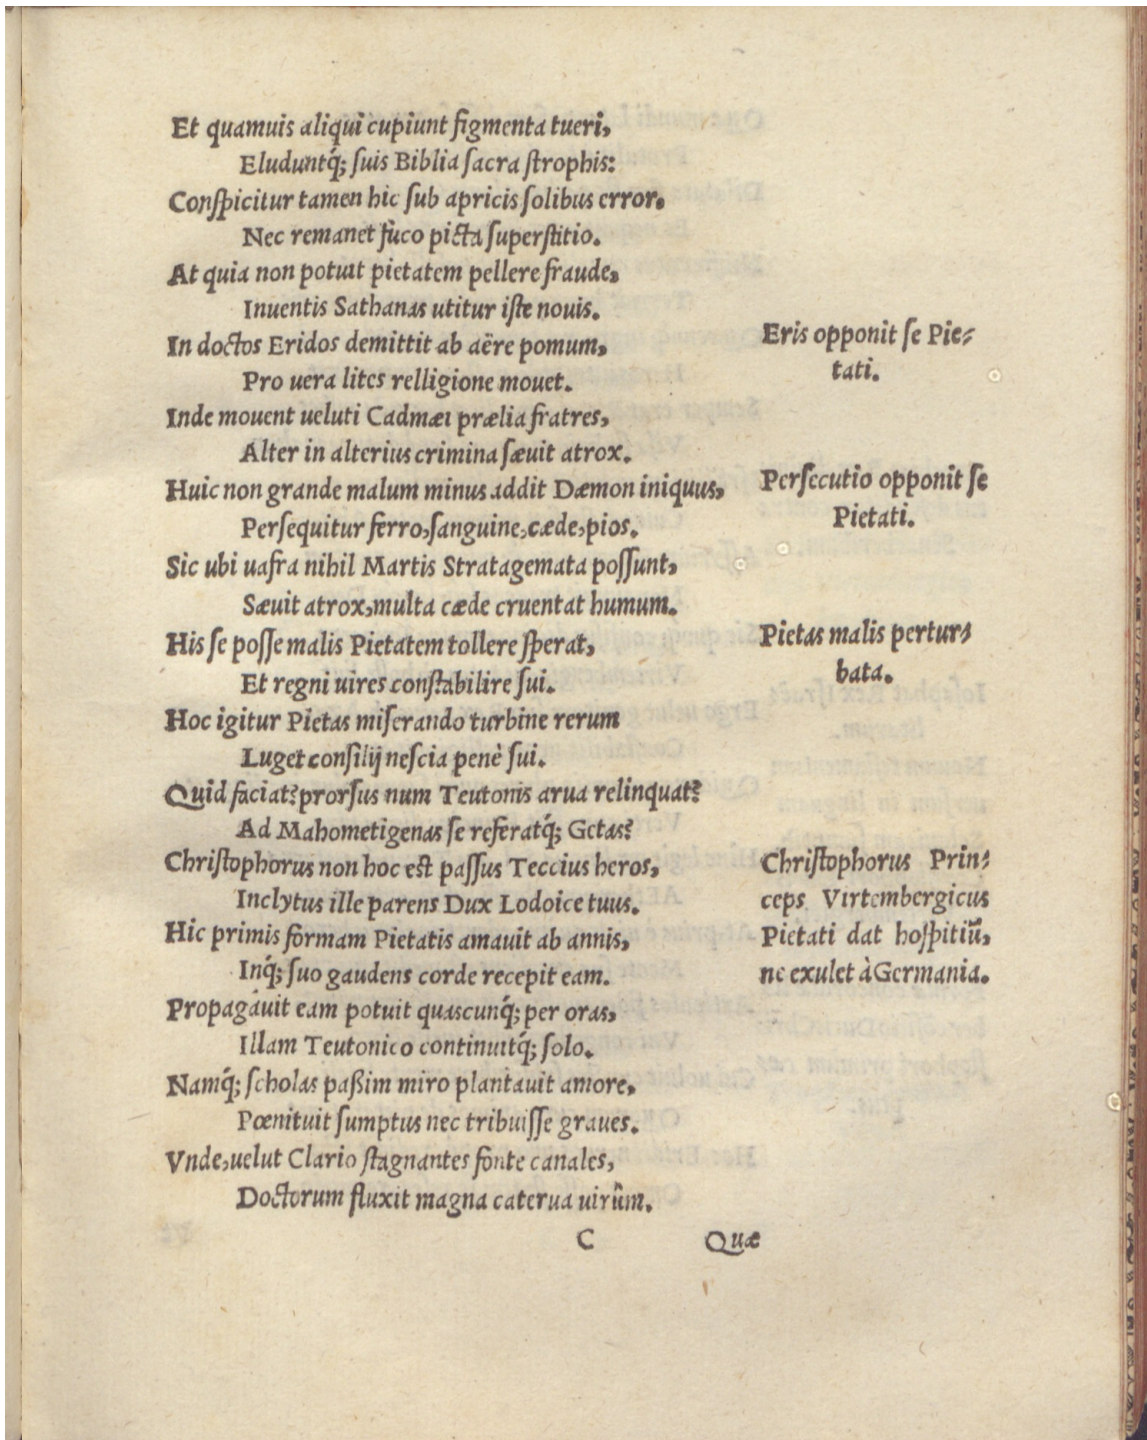 Et quamuis aliqui cupiunt figmenta tueri,
Eluduntq́; ſuis Biblia ſacra ſtrophis:
Conſpicitur tamen hic ſub apricis ſolibus error.
Nec remanet fuco picta ſuperſtitio.
At quia non potuit pietatem pellere fraude,
Inuentis Sathanas utitur iſte nouis.
In doctos Eridos demittit ab aëre pomum,
Pro uera lites relligione mouet.
Inde mouent ueluti Cadmæi prælia fratres,
Alter in alterius crimina ſæuit atrox.
Huic non grande malum minus addit Dæmon iniquus,
Perſequitur ferro, ſanguine, cæde, pios.
Sic ubi uafra nihil Martis Stratagemata poſſunt,
Sæuit atrox, multa cæde cruentat humum.
His ſe poſſe malis Pietatem tollere ſperat,
Et regni uires conſtabilire ſui.
Hoc igitur Pietas miſerando turbine rerum
Luget conſilij neſcia penè ſui.
Quid faciat? prorſus num Teutonis arua relinquat?
Ad Mahometigenas ſe referatq́; Getas?
Chriſtophorus non hoc eſt paſſus Teccius heros,
Inclytus ille parens Dux Lodoice tuus.
Hic primis formam Pietatis amauit ab annis,
Inq́; ſuo gaudens corde recepit eam.
Propagauit eam potuit quascunq́; per oras,
Illam Teutonico continuitq́; ſolo.
Namq́; ſcholas paßim miro plantauit amore,
Pœnituit ſumptus nec tribuiſſe graues.
Vnde, uelut Clario ſtagnantes fonte canales,
Doctorum fluxit magna caterua uirûm.
C Quæ
Eris opponit ſe Pie⸗
tati.
Perſecutio opponit ſe
Pietati.
Pietas malis pertur⸗
bata.
Chriſtophorus Prin⸗
ceps Virtembergicus
Pietati dat hoſpitiū,
ne exulet à Germania.